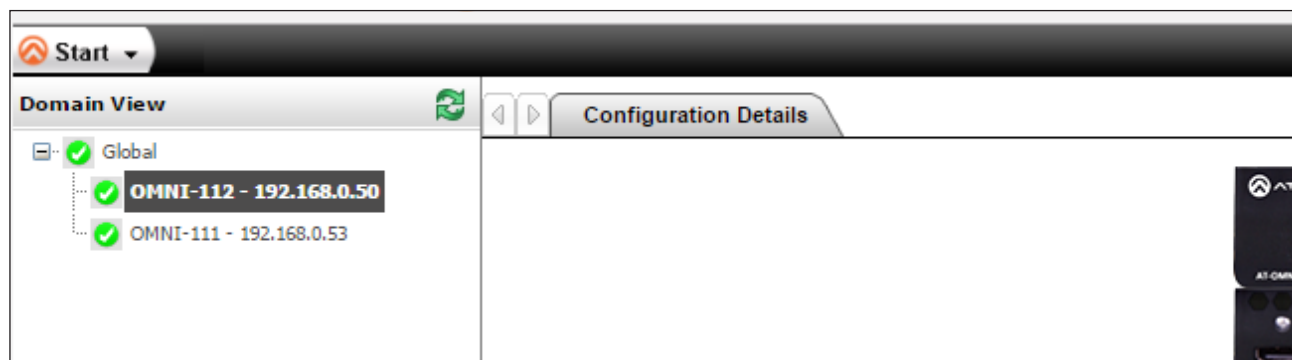 Start
Domain View
Configuration Details
Global
OMNI-112 - 192.168.0.50
OMNI-111 - 192.168.0.53